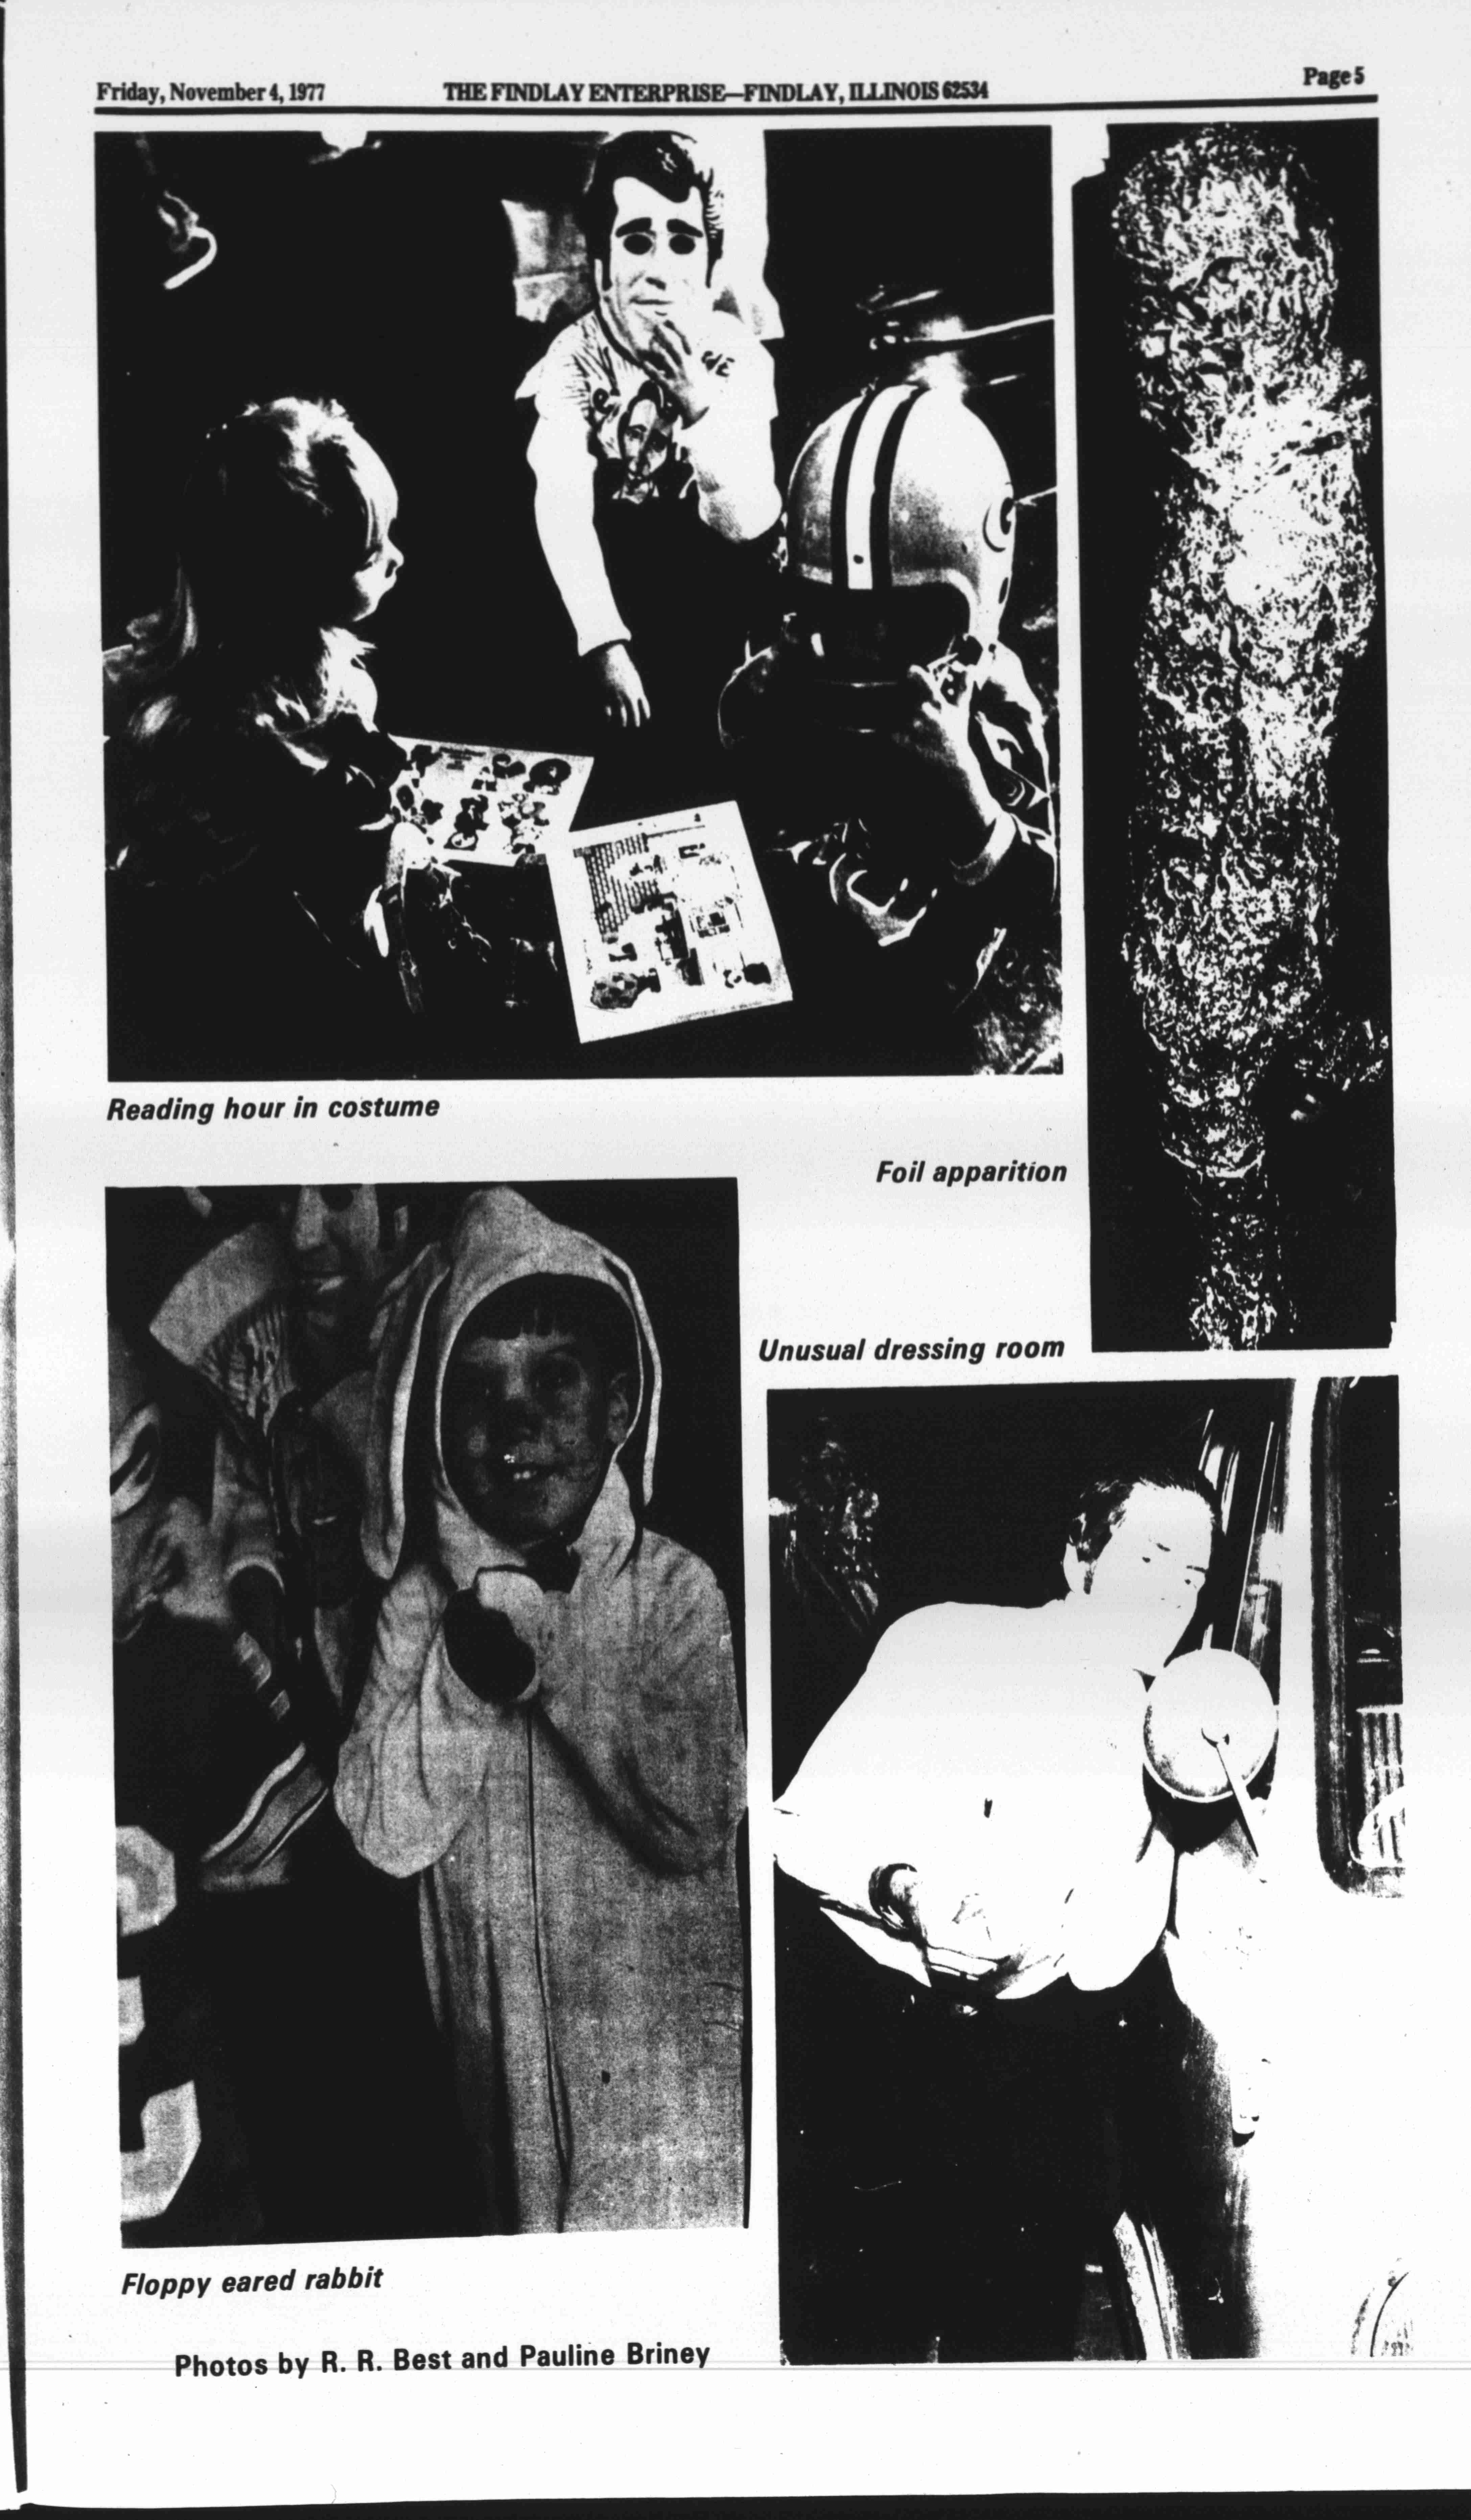 Friday, November 4, 1977 THE FINDLAY ENTERPRISE—FINDLAY, ILLINOIS 62534 Page 5
Reading hour in costume
Foil apparition
Unusual dressing room
Floppy eared rabbit
Photos by R. R. Best and Pauline Briney